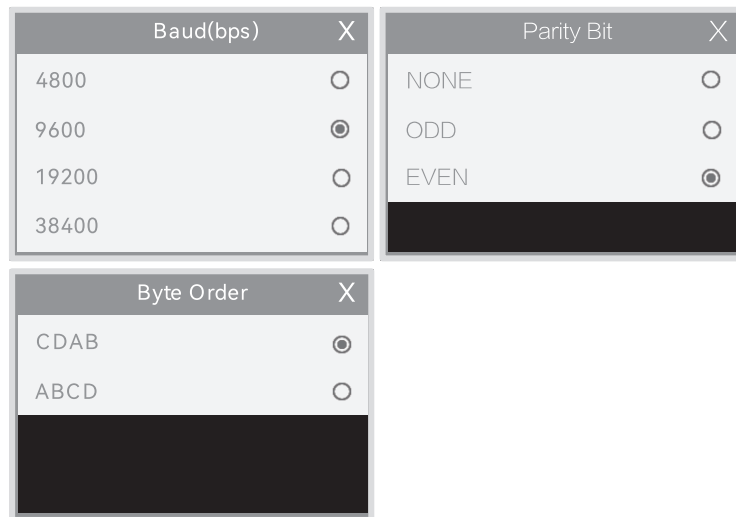 Baud(bps) X
4800
9600
19200
38400
Parity Bit X
NONE
ODD
EVEN
Byte Order X
CDAB
ABCD